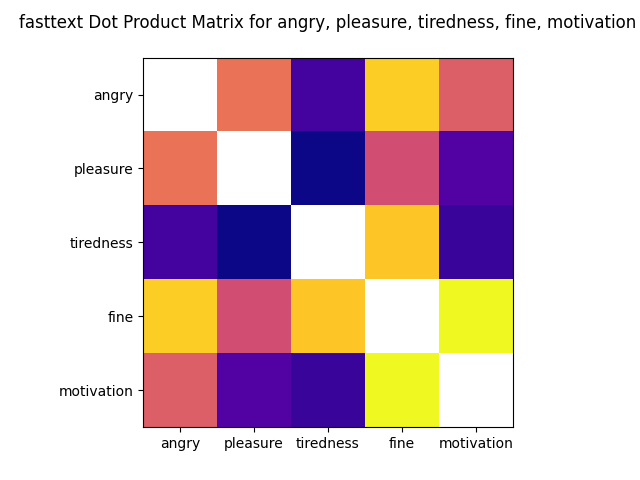 fasttext Dot Product Matrix for angry, pleasure, tiredness, fine, motivation
angry
pleasure
tiredness
fine
motivation
angry pleasure tiredness fine motivation